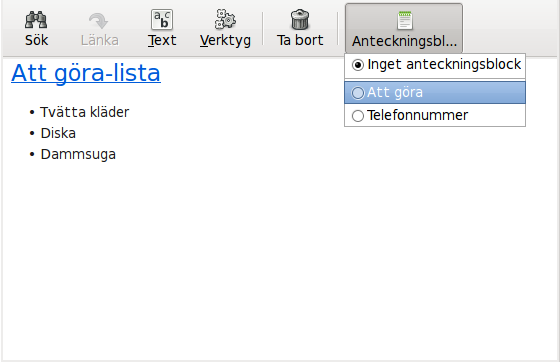 Sök Länka Text Verktyg Ta bort Anteckningsbl...
Inget anteckningsblock
Att göra
Telefonnummer
Att göra-lista
• Tvätta kläder
• Diska
• Dammsuga